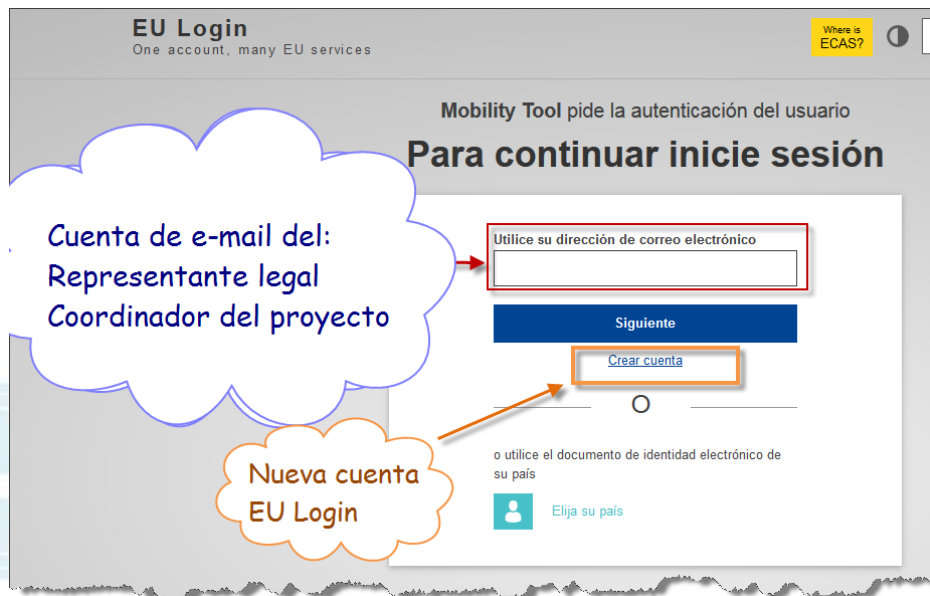 EU Login
One account, many EU services
Where is
ECAS?
Mobility Tool pide la autenticación del usuario
Para continuar inicie sesión
Cuenta de e-mail del:
Representante legal
Coordinador del proyecto
Utilice su dirección de correo electrónico
Siguiente
Crear cuenta
O
Nueva cuenta
EU Login
o utilice el documento de identidad electrónico de
su país
Elija su país